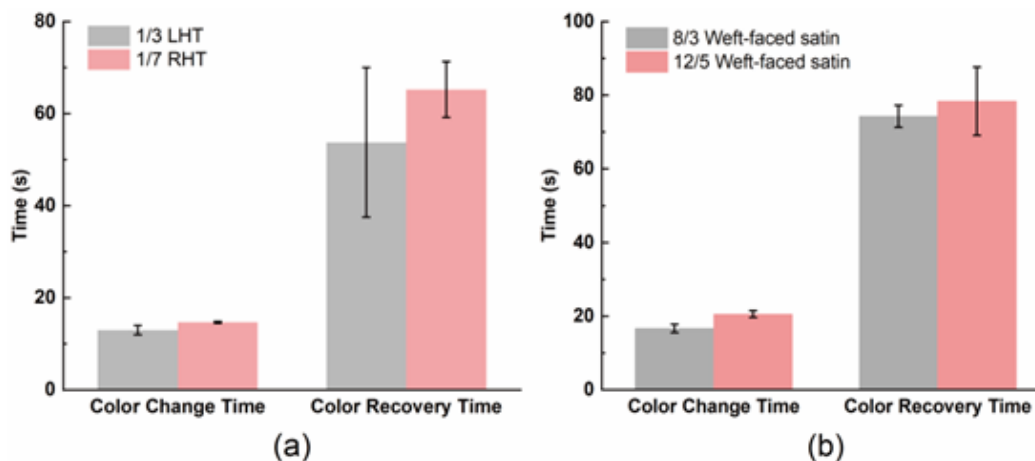 80
60
40
20
0
Time (s)
1/3 LHT
1/7 RHT
Color Change Time
Color Recovery Time
(a)
100
80
60
40
20
0
Time (s)
8/3 Weft-faced satin
12/5 Weft-faced satin
Color Change Time
Color Recovery Time
(b)